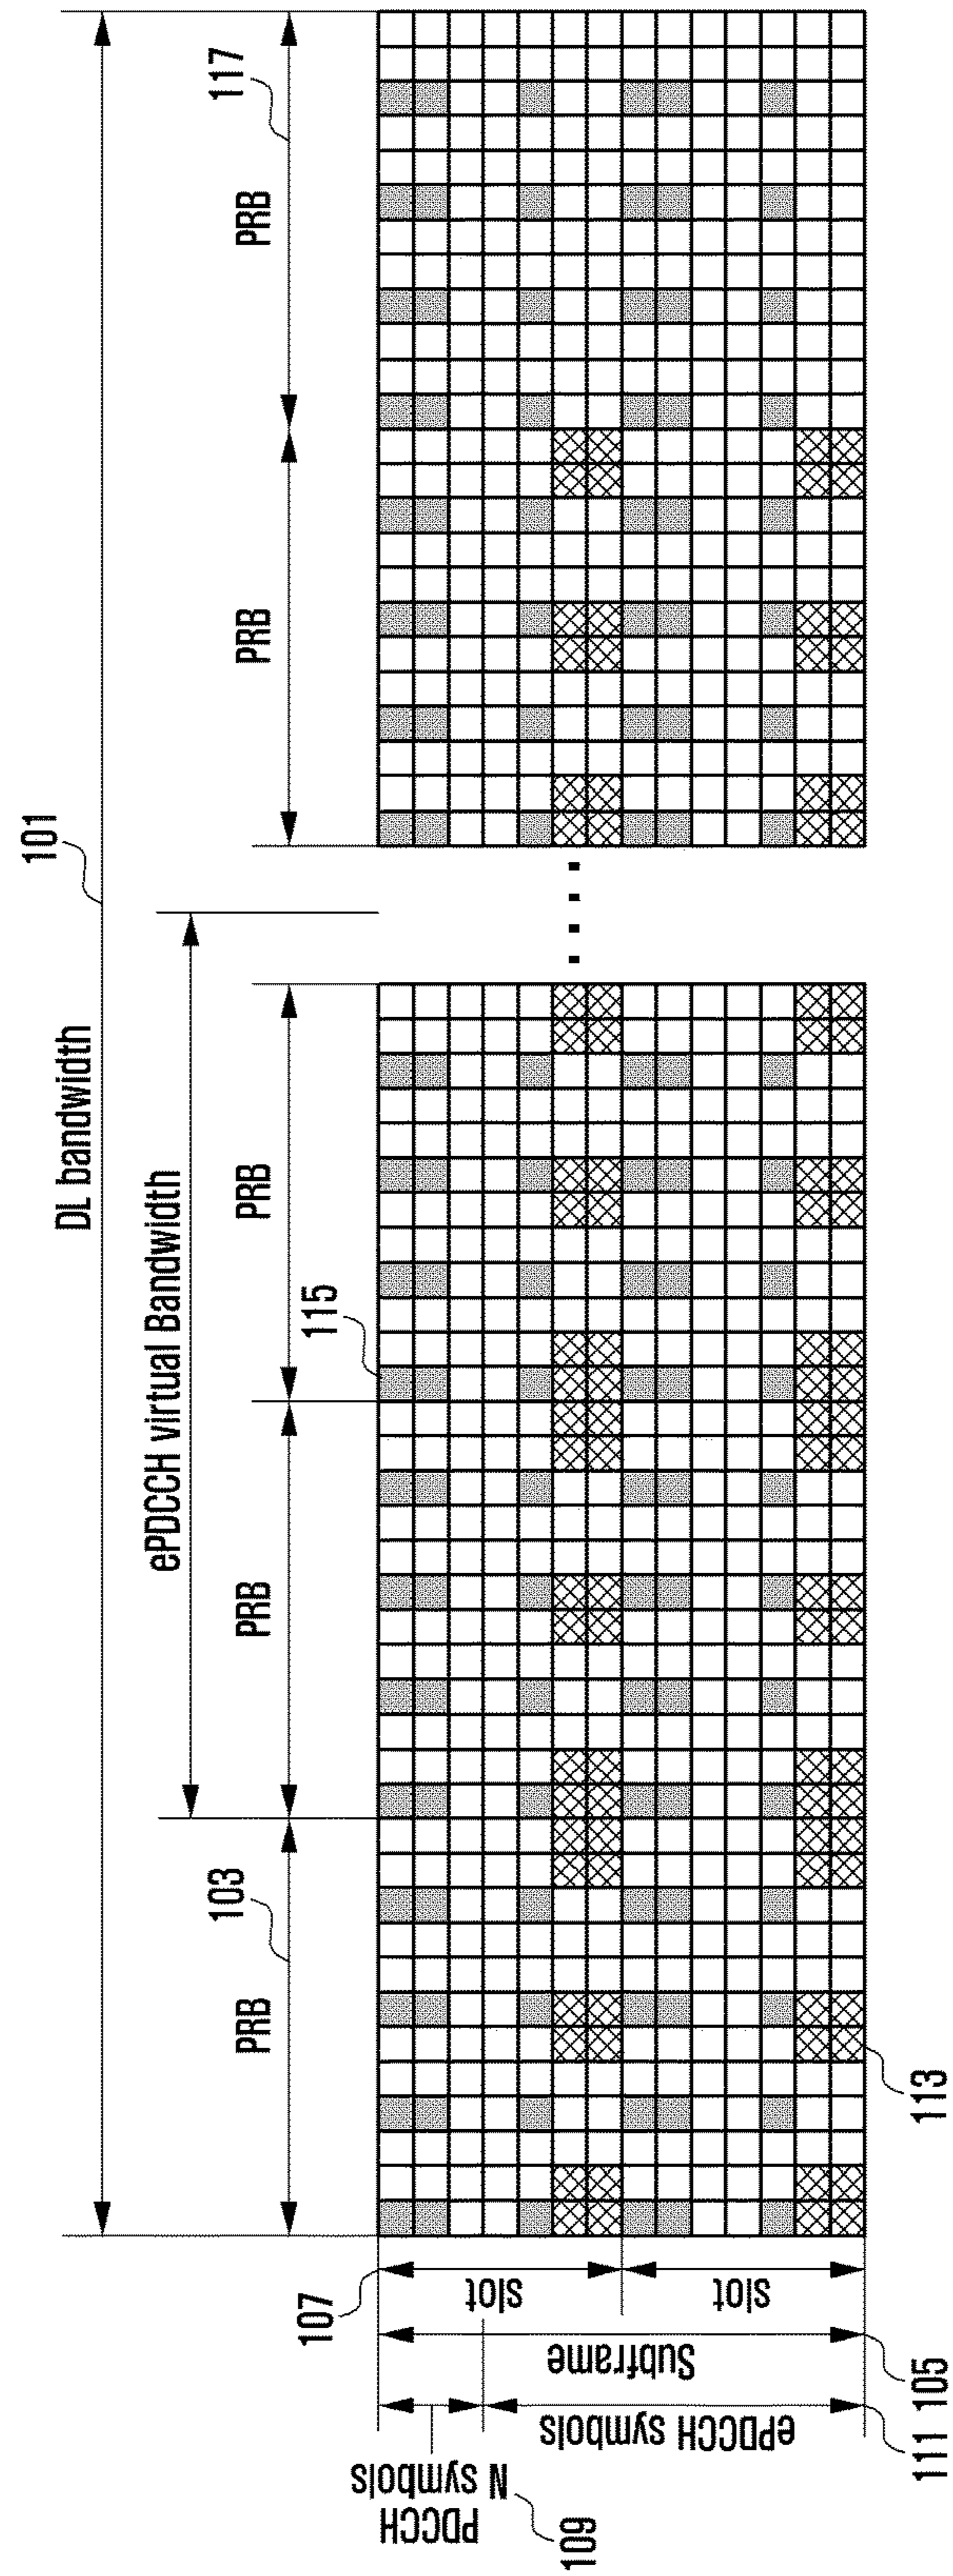 101
DL bandwidth
ePDCCH virtual Bandwidth
103
PRB
PRB
115
PRB
PRB
117
PRB
107
slot
slot
Subframe
105
PDCCH
N symbols
109
ePDCCH symbols
111
113